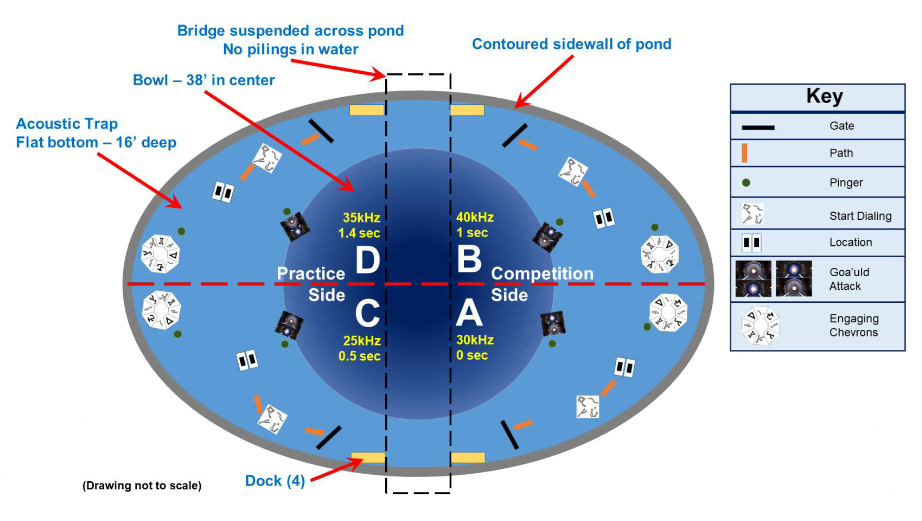 Bridge suspended across pond
No pilings in water
Contoured sidewall of pond
Bowl – 38’ in center
Acoustic Trap
Flat bottom – 16’ deep
35kHz
1.4 sec
D
40kHz
1 sec
B
Practice
Side
Competition
Side
C
25kHz
0.5 sec
A
30kHz
0 sec
Dock (4)
(Drawing not to scale)
Key
Gate
Path
Pinger
Start Dialing
Location
Goa’uld
Attack
Engaging
Chevrons